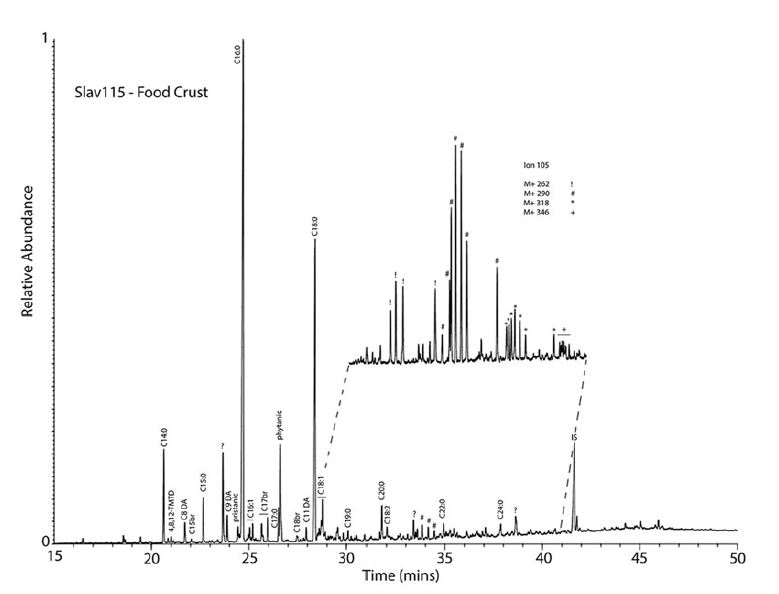 1
Slav115 - Food Crust
Relative Abundance
0
C14:0
4,8,12-TMTD
C8 DA
C15br
C15:0
?
C9 DA
pristanic
C16:0
C16:1
C17br
C17:0
phytanic
C18br
C11 DA
C18:0
C18:1
C19:0
C20:0
C18:2
?
#
#
#
C22:0
C24:0
?
IS
! ! ! ! # # # # # # # #
* * * * * +
Ion 105
M+ 262 !
M+ 290 #
M+ 318 *
M+ 346 +
15 20 25 30 35 40 45 50
Time (mins)